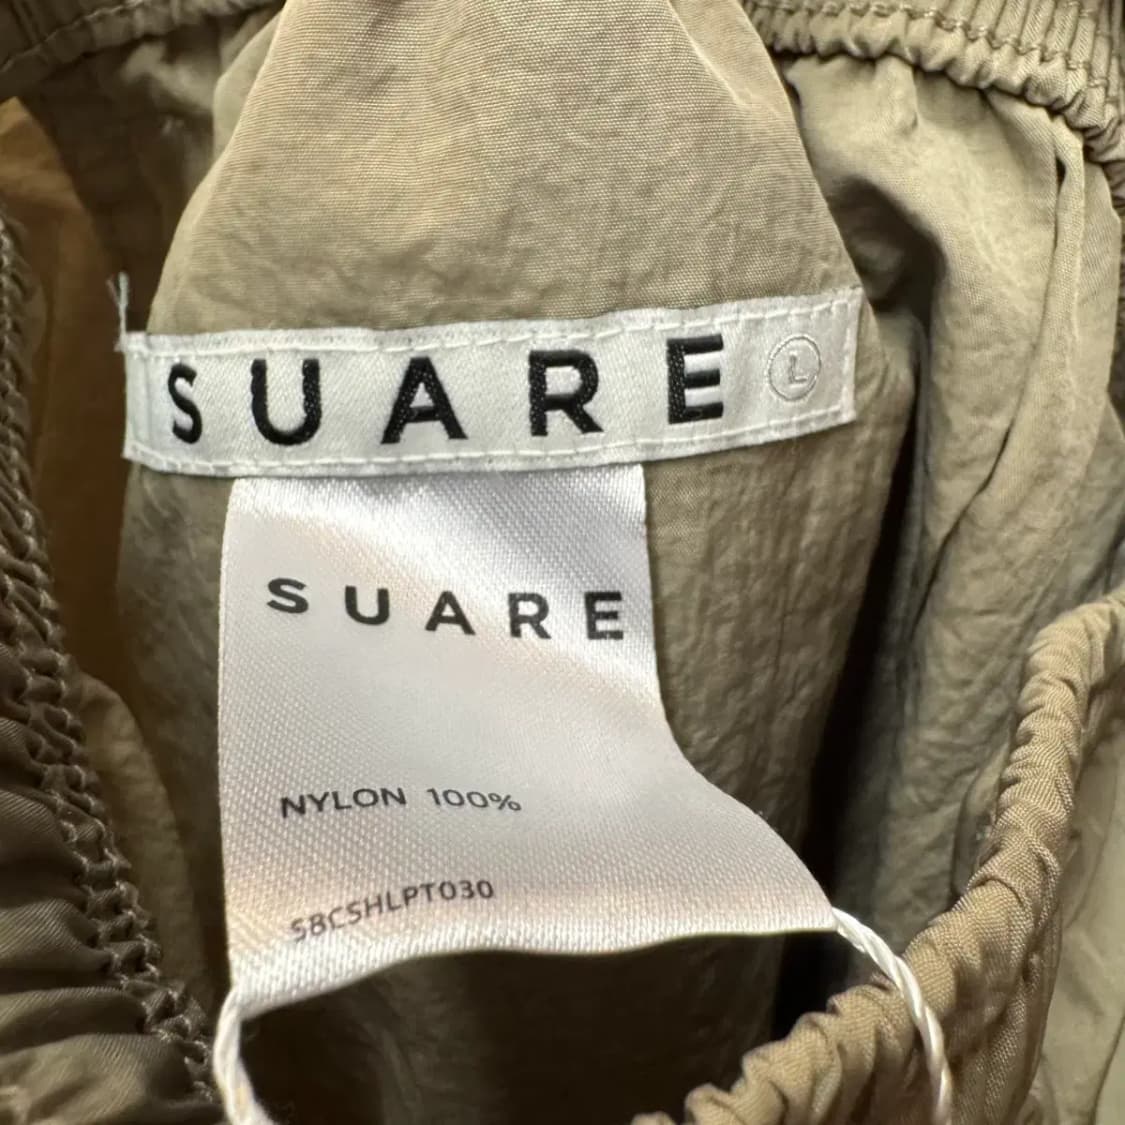 SUARE Ⓛ
SUARE
NYLON 100%
SBCSHLPT030